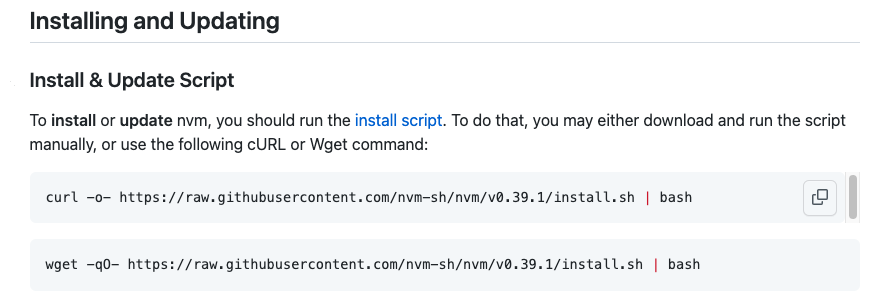 Installing and Updating
Install & Update Script
To install or update nvm, you should run the install script. To do that, you may either download and run the script
manually, or use the following cURL or Wget command:
curl -o- https://raw.githubusercontent.com/nvm-sh/nvm/v0.39.1/install.sh | bash
wget -qO- https://raw.githubusercontent.com/nvm-sh/nvm/v0.39.1/install.sh | bash